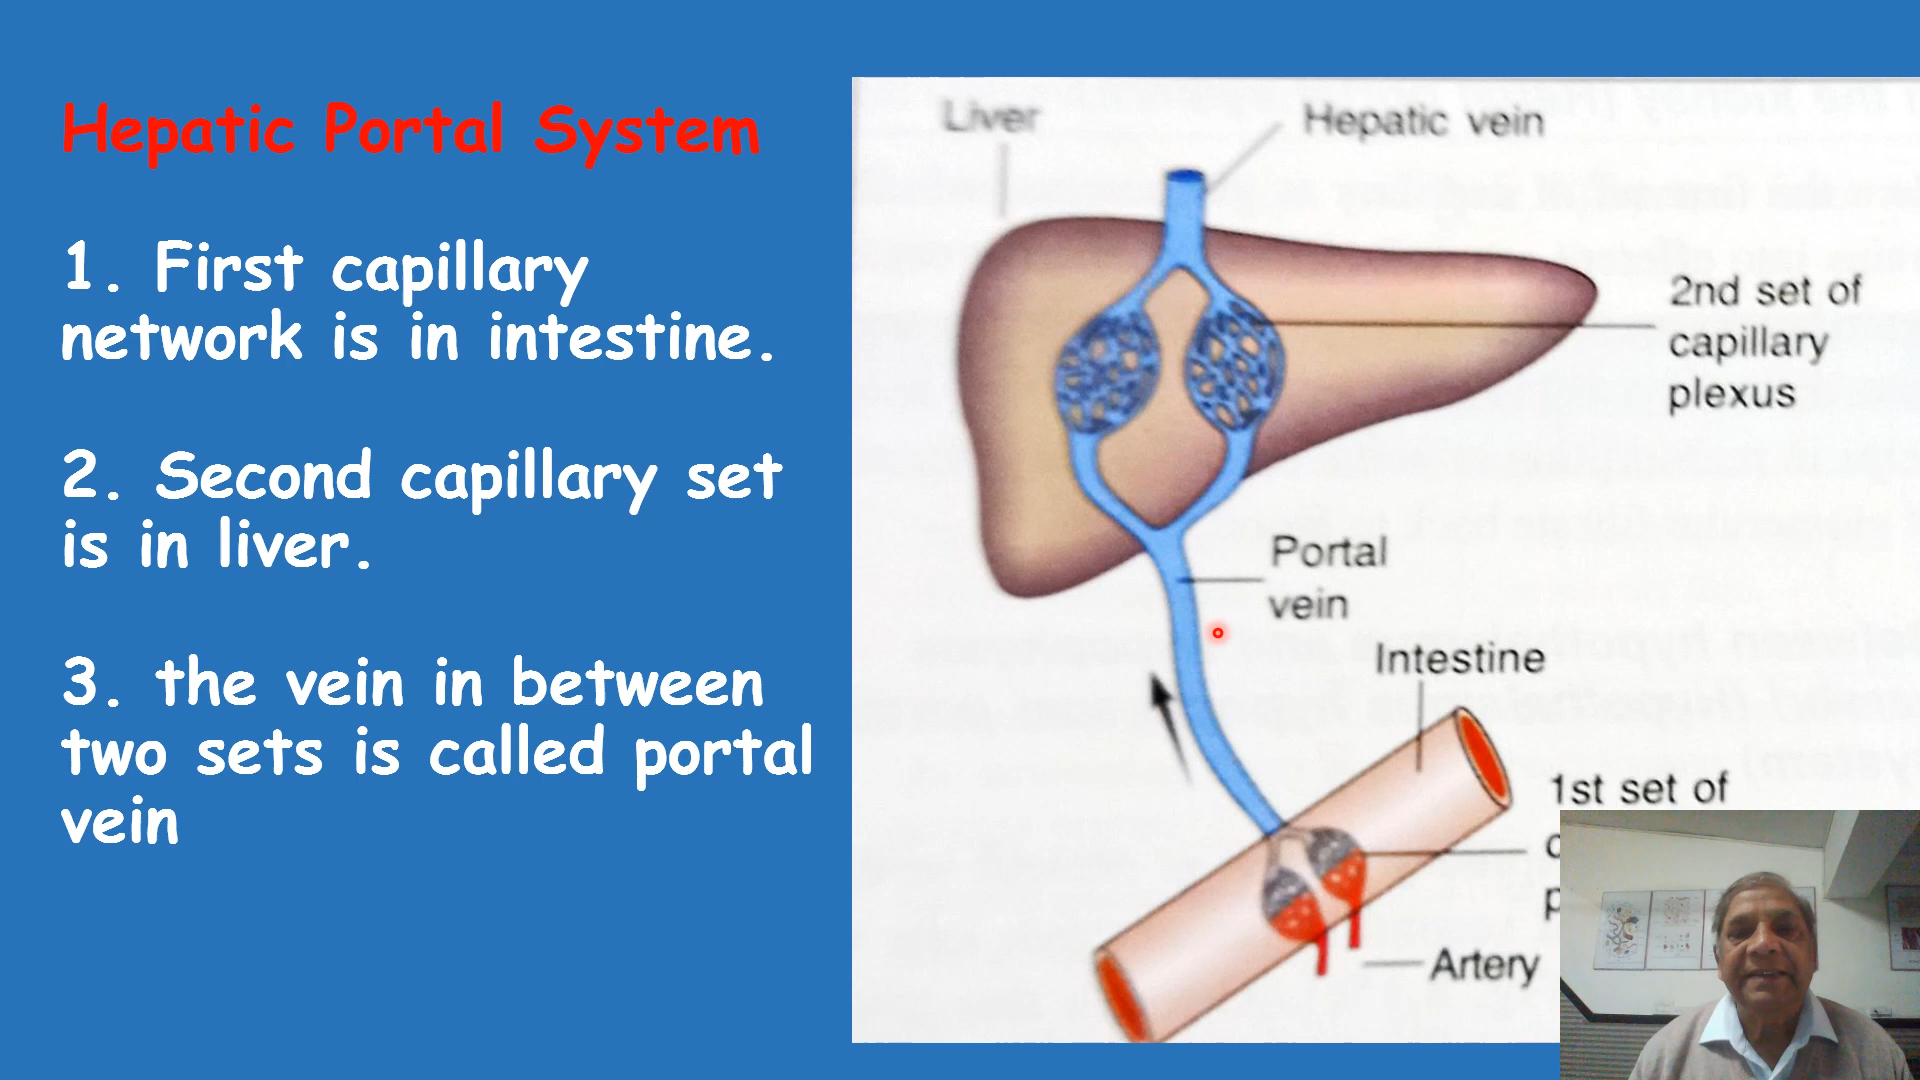 Hepatic Portal System
1. First capillary
network is in intestine.
2. Second capillary set
is in liver.
3. the vein in between
two sets is called portal
vein
Liver
Hepatic vein
2nd set of
capillary
plexus
Portal
vein
Intestine
1st set of
Artery